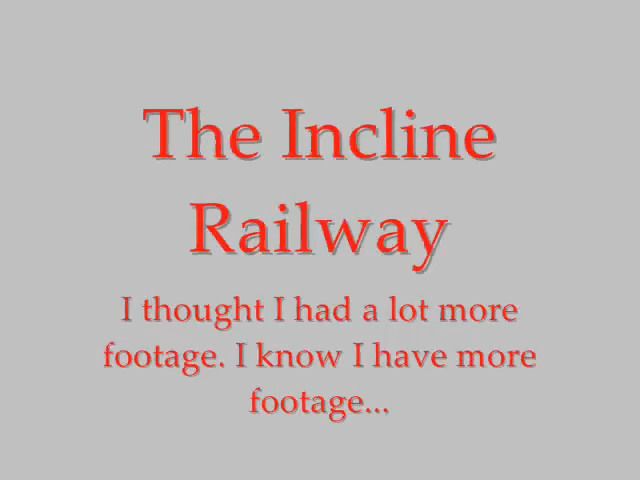 The Incline
Railway
I thought I had a lot more
footage. I know I have more
footage...